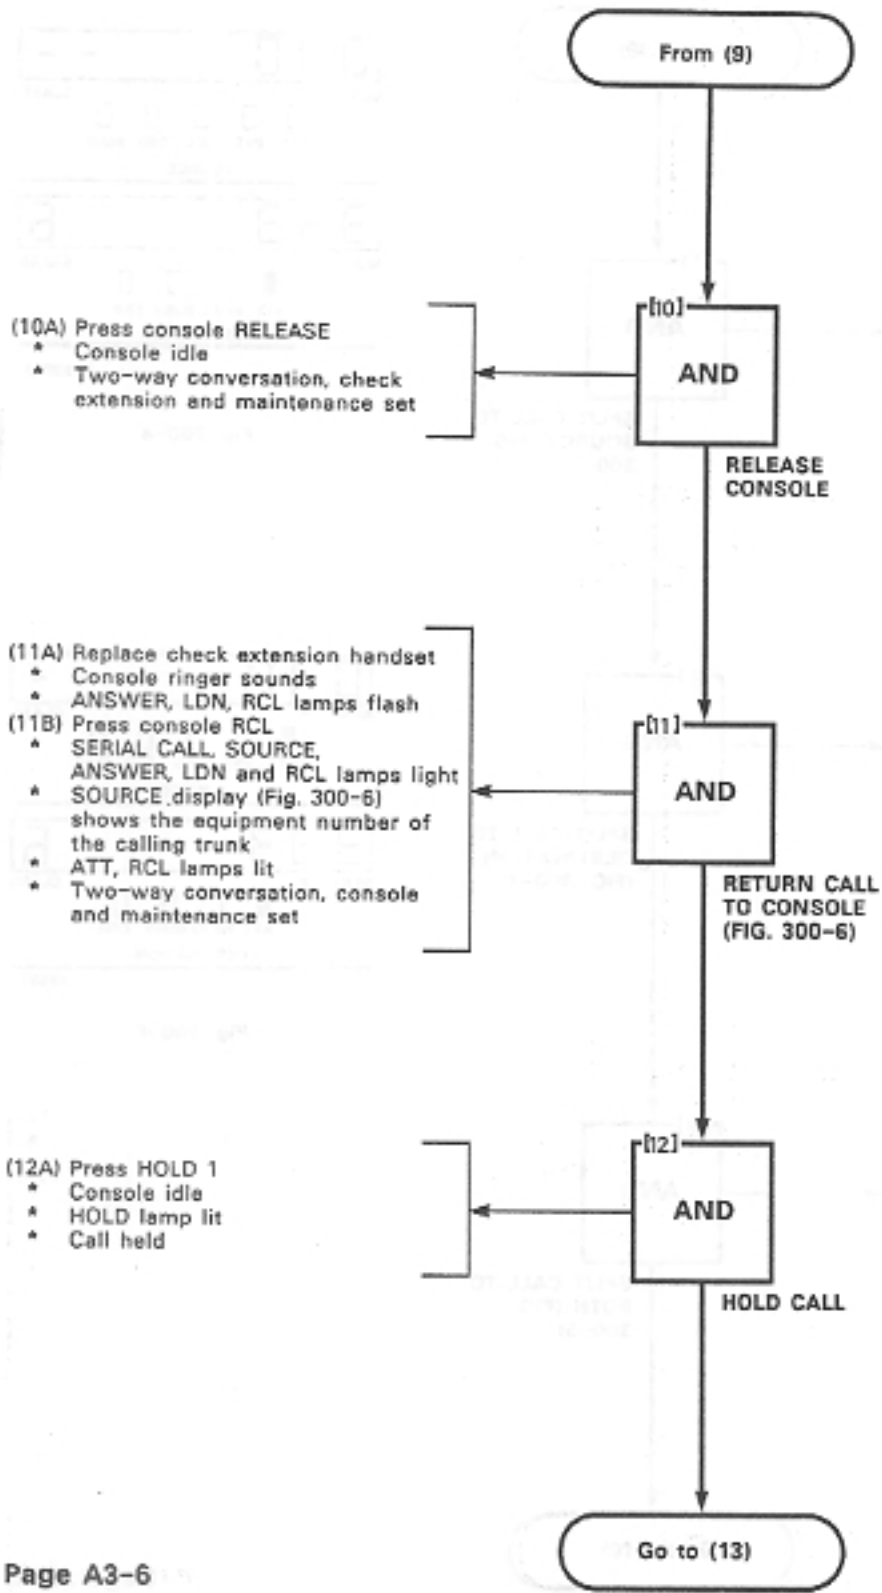 From (9)
[10]
AND
RELEASE
CONSOLE
(10A) Press console RELEASE
* Console idle
* Two-way conversation, check
extension and maintenance set
[11]
AND
RETURN CALL
TO CONSOLE
(FIG. 300-6)
(11A) Replace check extension handset
* Console ringer sounds
* ANSWER, LDN, RCL lamps flash
(11B) Press console RCL
* SERIAL CALL, SOURCE,
ANSWER, LDN and RCL lamps light
* SOURCE display (Fig. 300-6)
shows the equipment number of
the calling trunk
* ATT, RCL lamps lit
* Two-way conversation, console
and maintenance set
[12]
AND
HOLD CALL
(12A) Press HOLD 1
* Console idle
* HOLD lamp lit
* Call held
Go to (13)
Page A3-6